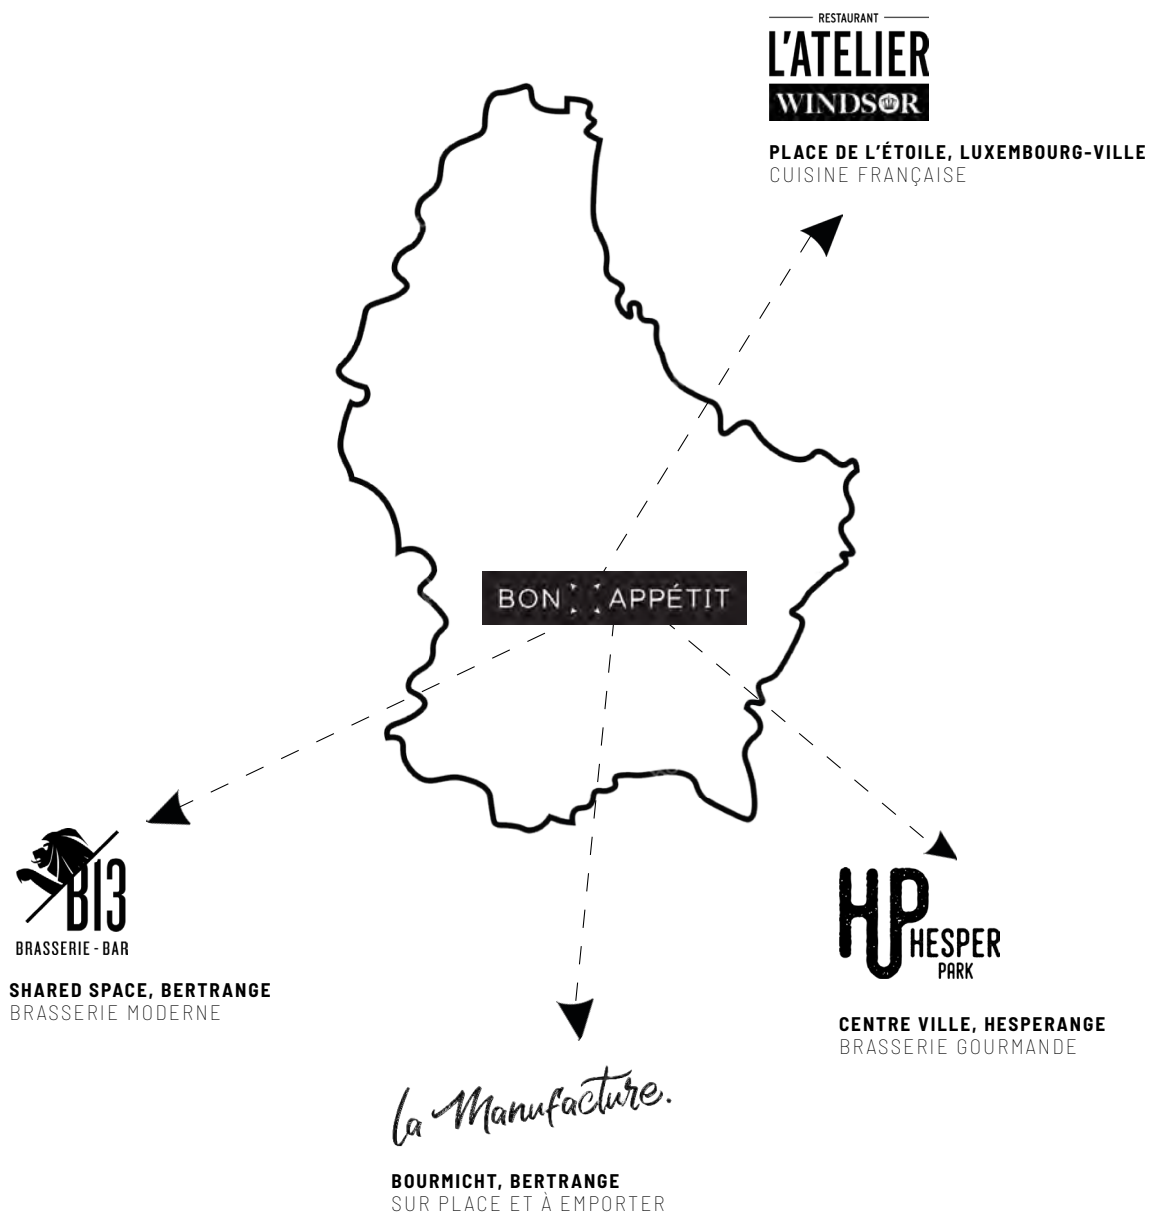 RESTAURANT
L'ATELIER
WINDSOR
PLACE DE L'ÉTOILE, LUXEMBOURG-VILLE
CUISINE FRANÇAISE
BON APPÉTIT
B13
BRASSERIE - BAR
SHARED SPACE, BERTRANGE
BRASSERIE MODERNE
HP
HESPER
PARK
CENTRE VILLE, HESPERANGE
BRASSERIE GOURMANDE
la Manufacture.
BOURMICHT, BERTRANGE
SUR PLACE ET À EMPORTER